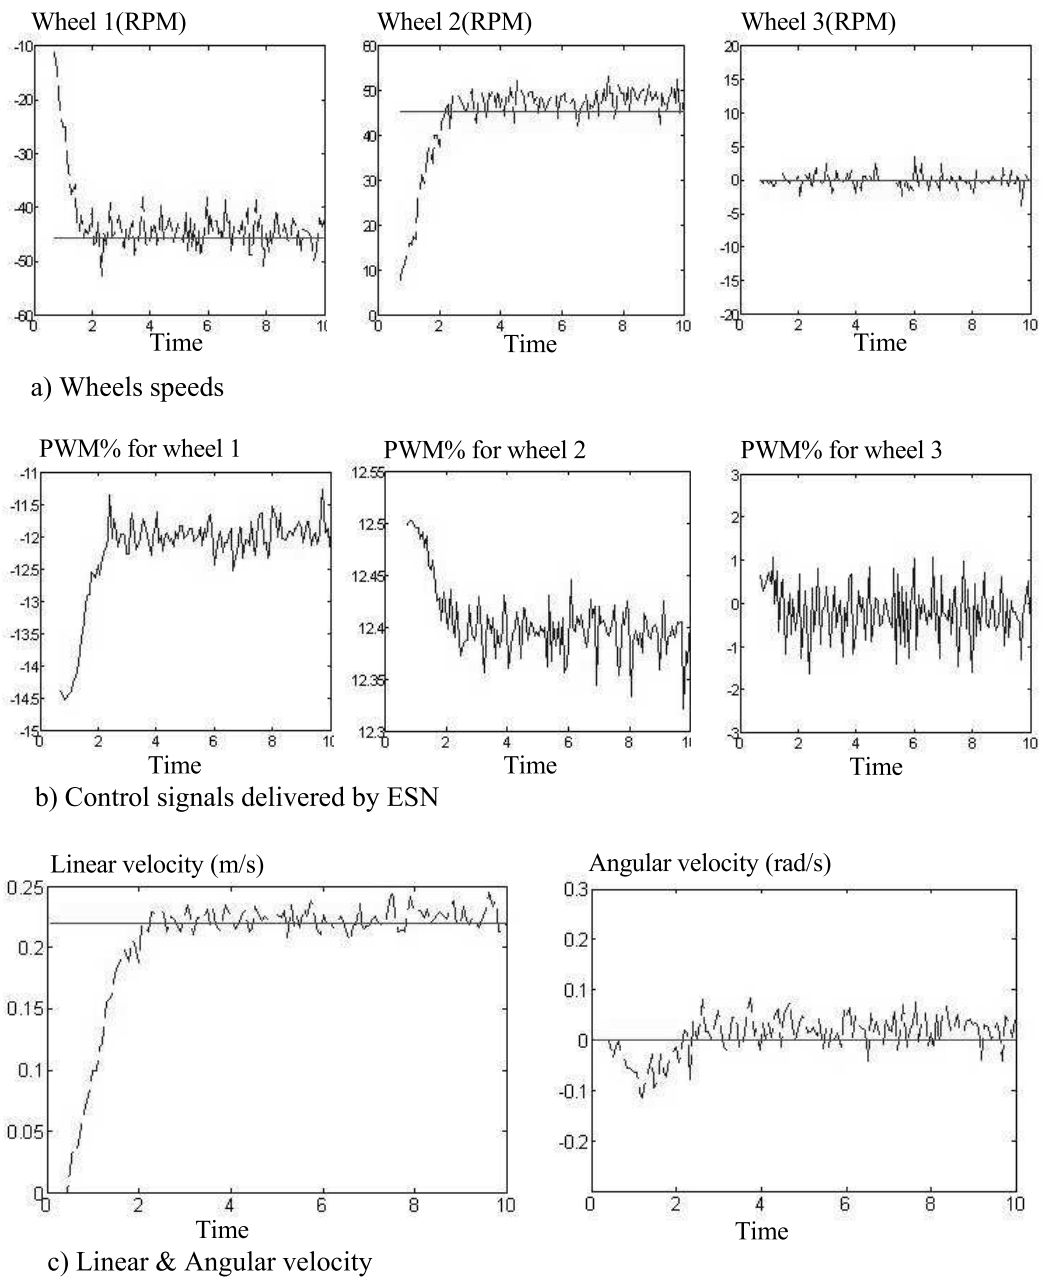 Wheel 1(RPM) Wheel 2(RPM) Wheel 3(RPM)
-10
-20
-30
-40
-50
-60
0 2 4 6 8 10
Time
60
50
40
30
20
10
0
0 2 4 6 8 10
Time
20
15
10
5
0
-5
-10
-15
-20
0 2 4 6 8 10
Time
a) Wheels speeds
PWM% for wheel 1 PWM% for wheel 2 PWM% for wheel 3
-11
-11.5
-12
-12.5
-13
-13.5
-14
-14.5
-15
0 2 4 6 8 10
Time
12.55
12.5
12.45
12.4
12.35
12.3
0 2 4 6 8 10
Time
3
2
1
0
-1
-2
-3
0 2 4 6 8 10
Time
b) Control signals delivered by ESN
Linear velocity (m/s) Angular velocity (rad/s)
0.25
0.2
0.15
0.1
0.05
0
0 2 4 6 8 10
Time
0.3
0.2
0.1
0
-0.1
-0.2
0 2 4 6 8 10
Time
c) Linear & Angular velocity